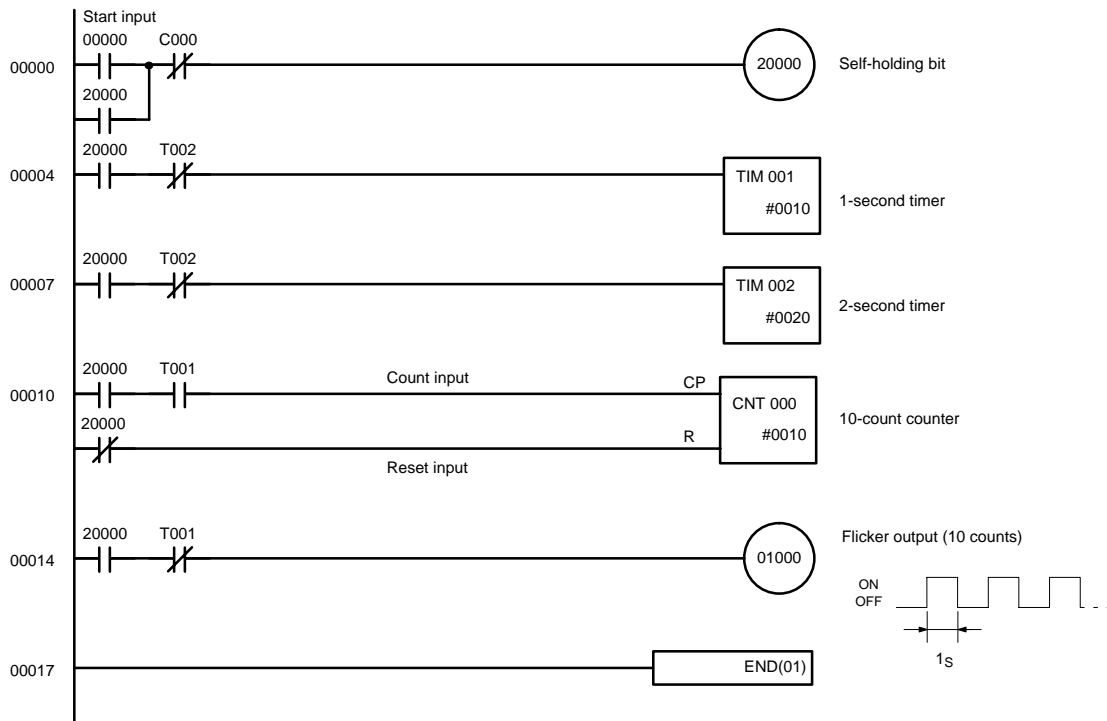 Start input
00000 C000
00000
20000 Self-holding bit
20000
20000 T002
00004
TIM 001
#0010
1-second timer
20000 T002
00007
TIM 002
#0020
2-second timer
20000 T001
00010
Count input
CP
CNT 000
#0010
10-count counter
20000
R
Reset input
20000 T001
00014
01000
Flicker output (10 counts)
ON
OFF
1S
00017
END(01)